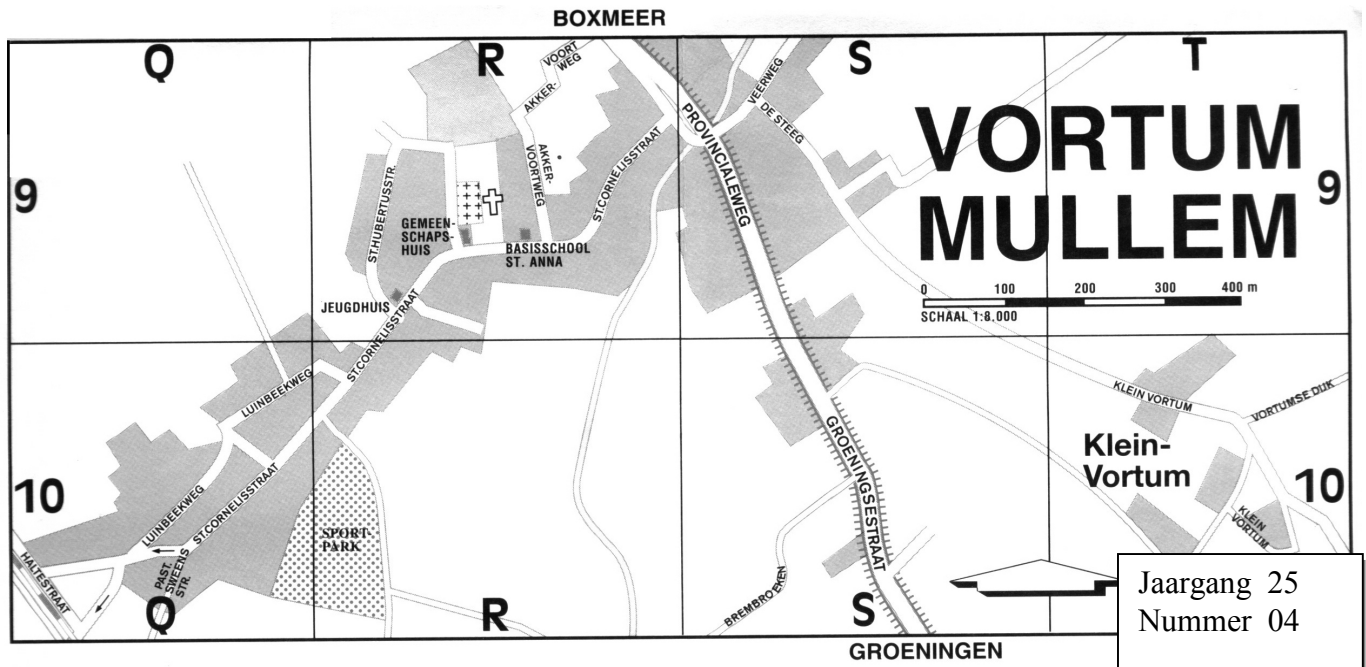 BOXMEER
Q
R
S
T
VOORT
WEG
AKKER-
AKKER-
VOORTWEG
VEERWEG
DE STEEG
PROVINCIALEWEG
ST.CORNELISSTRAAT
VORTUM
MULLEM
9
9
ST.HUBERTUSSTR.
GEMEEN-
SCHAPS-
HUIS
BASISSCHOOL
ST. ANNA
JEUGDHUIS
ST.CORNELISSTRAAT
0 100 200 300 400 m
SCHAAL 1:8.000
LUINBEEKWEG
KLEIN VORTUM
VORTUMSE DIJK
Klein-
Vortum
GROENINGSESTRAAT
10
10
LUINBEEKWEG
ST.CORNELISSTRAAT
SPORT-
PARK
KLEIN
VORTUM
HALTESTRAAT
PAST.
SWEENS
STR.
BREMBROEKEN
Q
R
S
Jaargang 25
Nummer 04
GROENINGEN